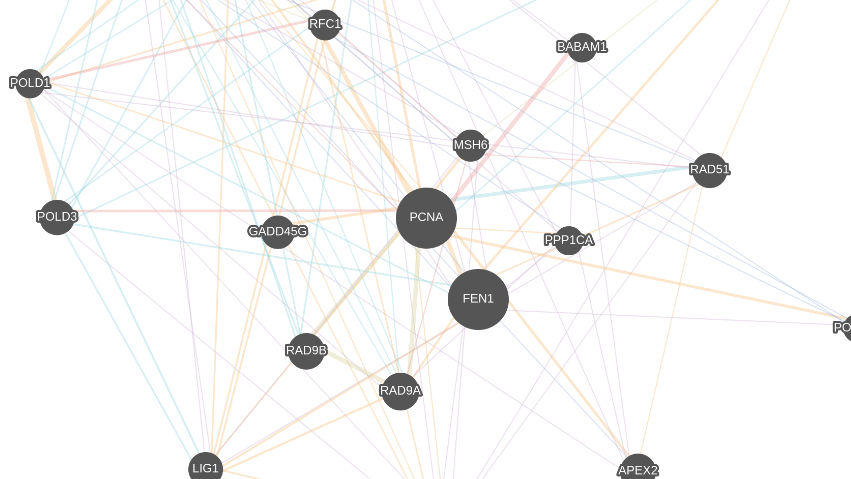 RFC1
BABAM1
POLD1
MSH6
RAD51
POLD3
PCNA
GADD45G
PPP1CA
FEN1
PO
RAD9B
RAD9A
LIG1
APEX2